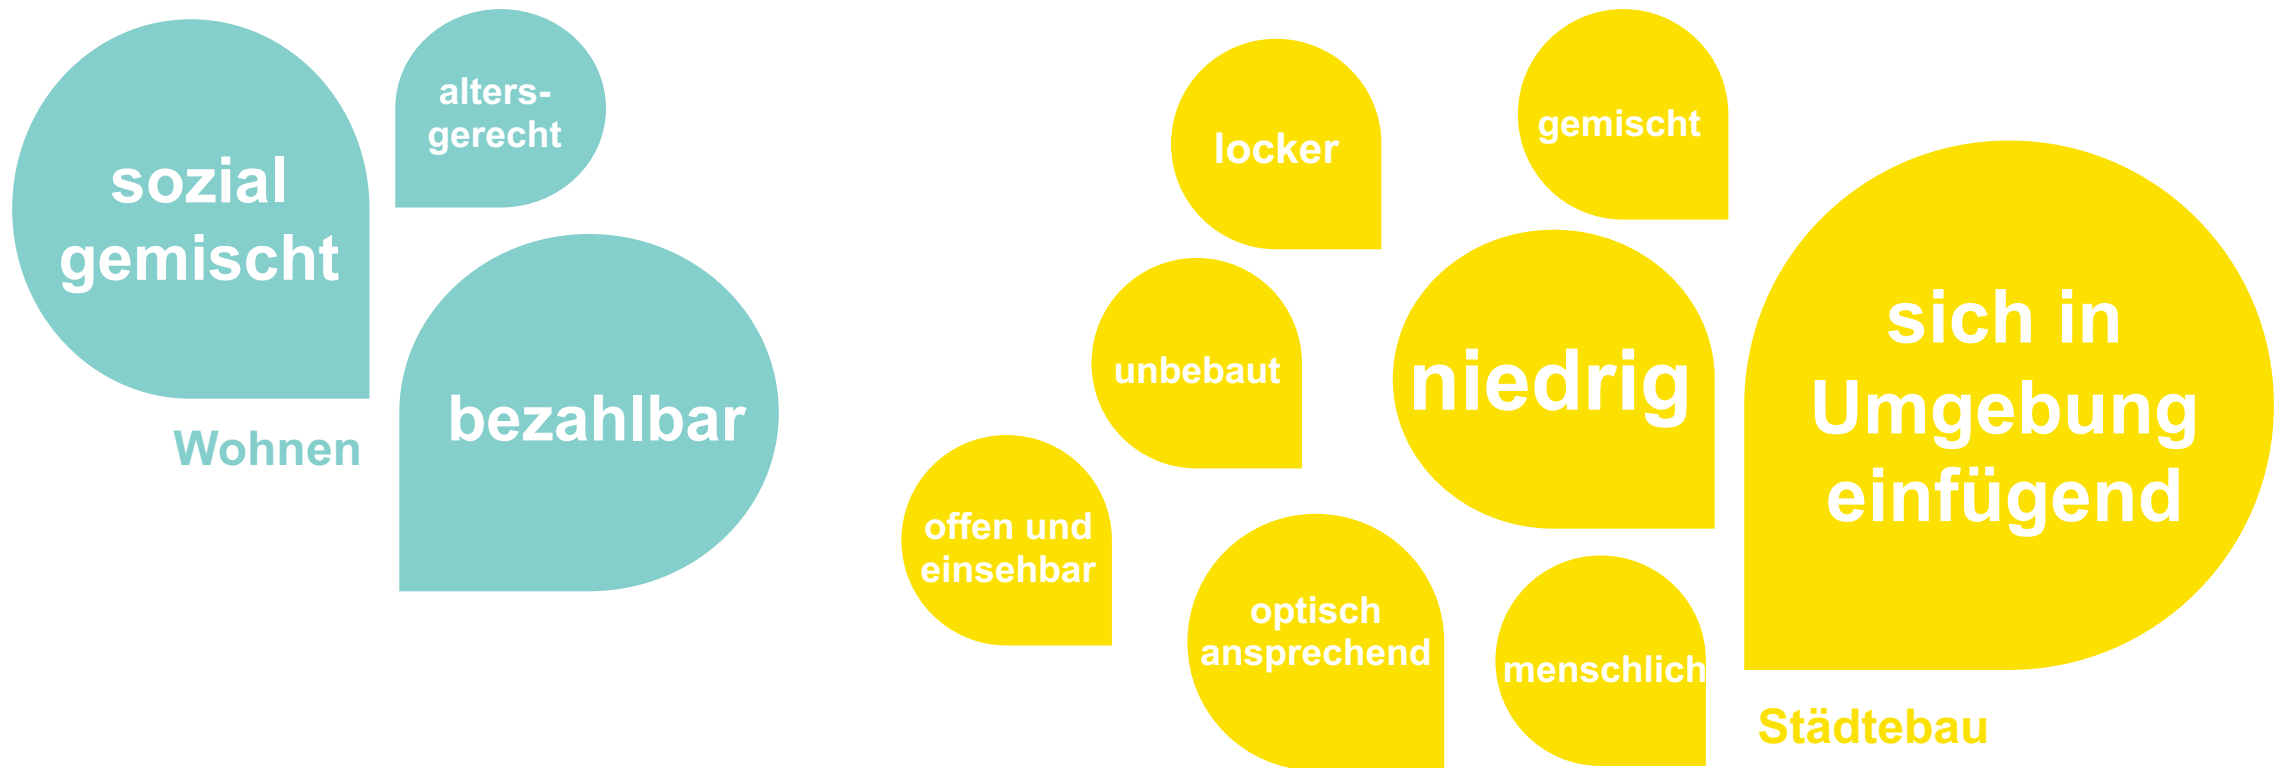 alters-
gerecht
sozial
gemischt
bezahlbar
Wohnen
locker
gemischt
unbebaut
niedrig
sich in
Umgebung
einfügend
offen und
einsehbar
optisch
ansprechend
menschlich
Städtebau